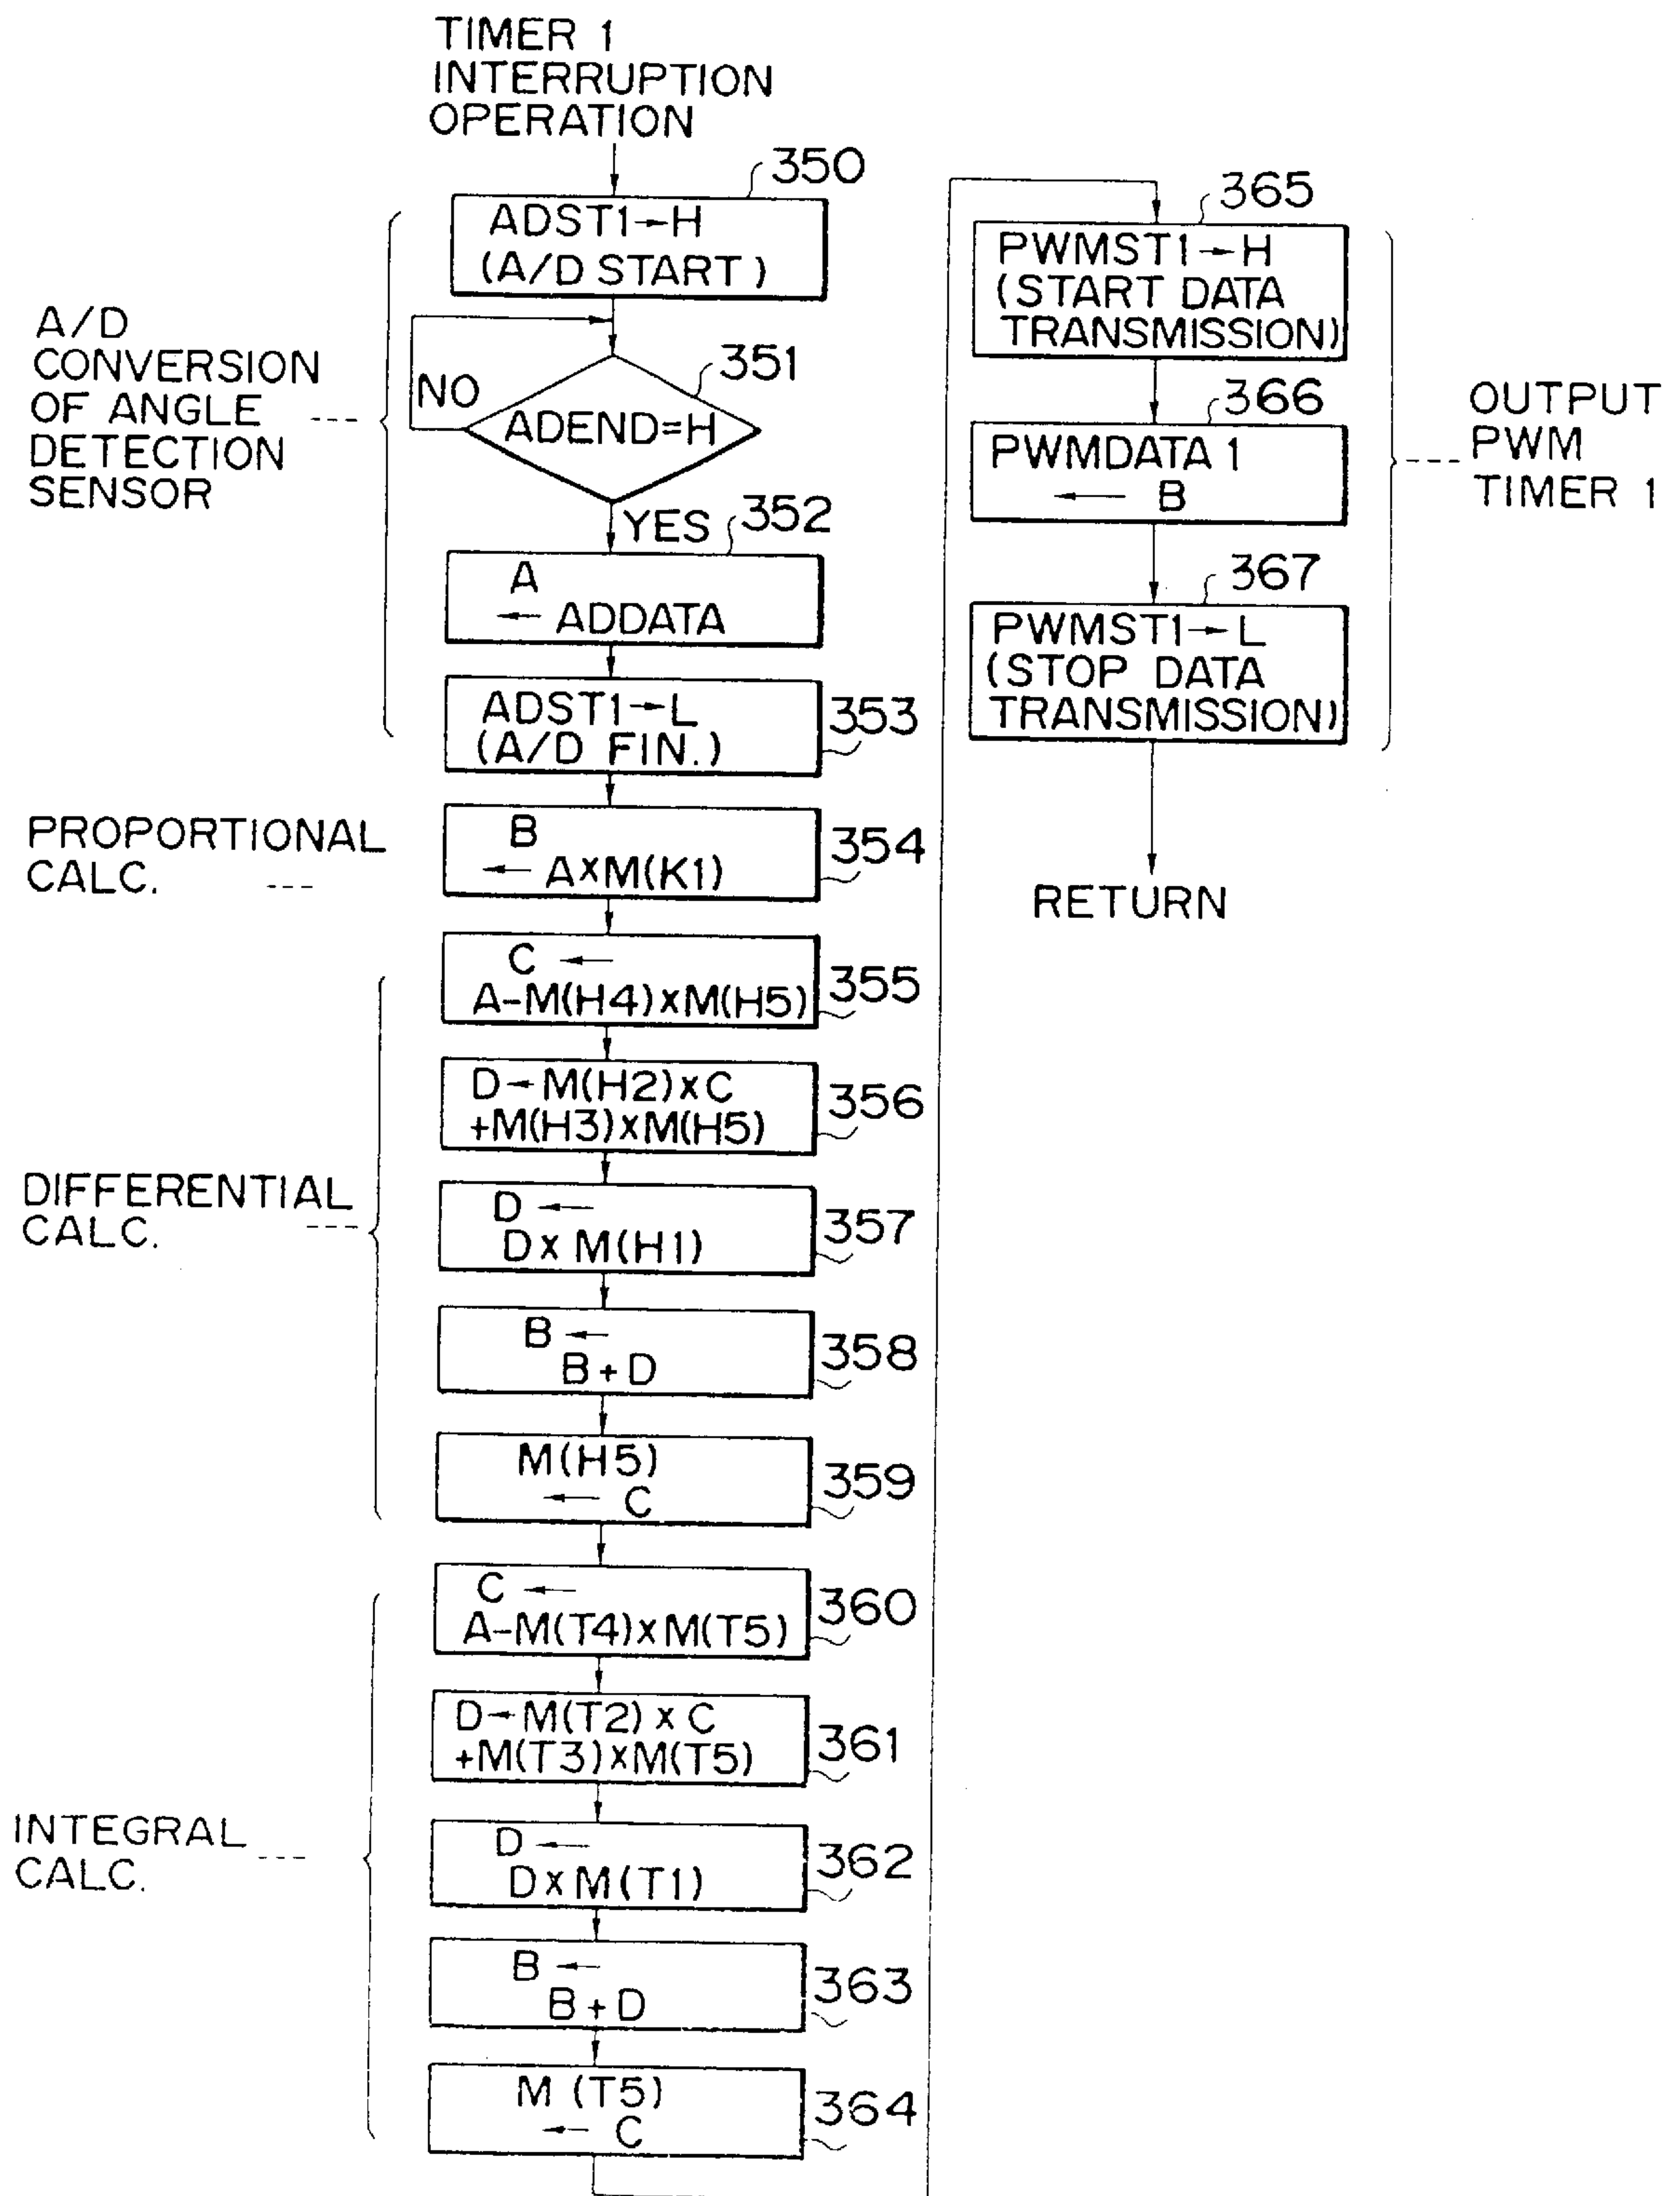 TIMER 1
INTERRUPTION
OPERATION
350
ADST1→H
(A/D START)
A/D
CONVERSION
OF ANGLE
DETECTION
SENSOR
351
NO
ADEND=H
YES
352
A
← ADDATA
ADST1→L
(A/D FIN.)
353
PROPORTIONAL
CALC.
B
← A×M(K1)
354
C ←
A-M(H4)×M(H5)
355
D←M(H2)×C
+M(H3)×M(H5)
356
DIFFERENTIAL
CALC.
D ←
D×M(H1)
357
B ←
B+D
358
M(H5)
← C
359
C ←
A-M(T4)×M(T5)
360
D←M(T2)×C
+M(T3)×M(T5)
361
INTEGRAL
CALC.
D ←
D×M(T1)
362
B ←
B+D
363
M(T5)
← C
364
365
PWMST1→H
(START DATA
TRANSMISSION)
366
PWMDATA 1
← B
OUTPUT
PWM
TIMER 1
367
PWMST1→L
(STOP DATA
TRANSMISSION)
RETURN